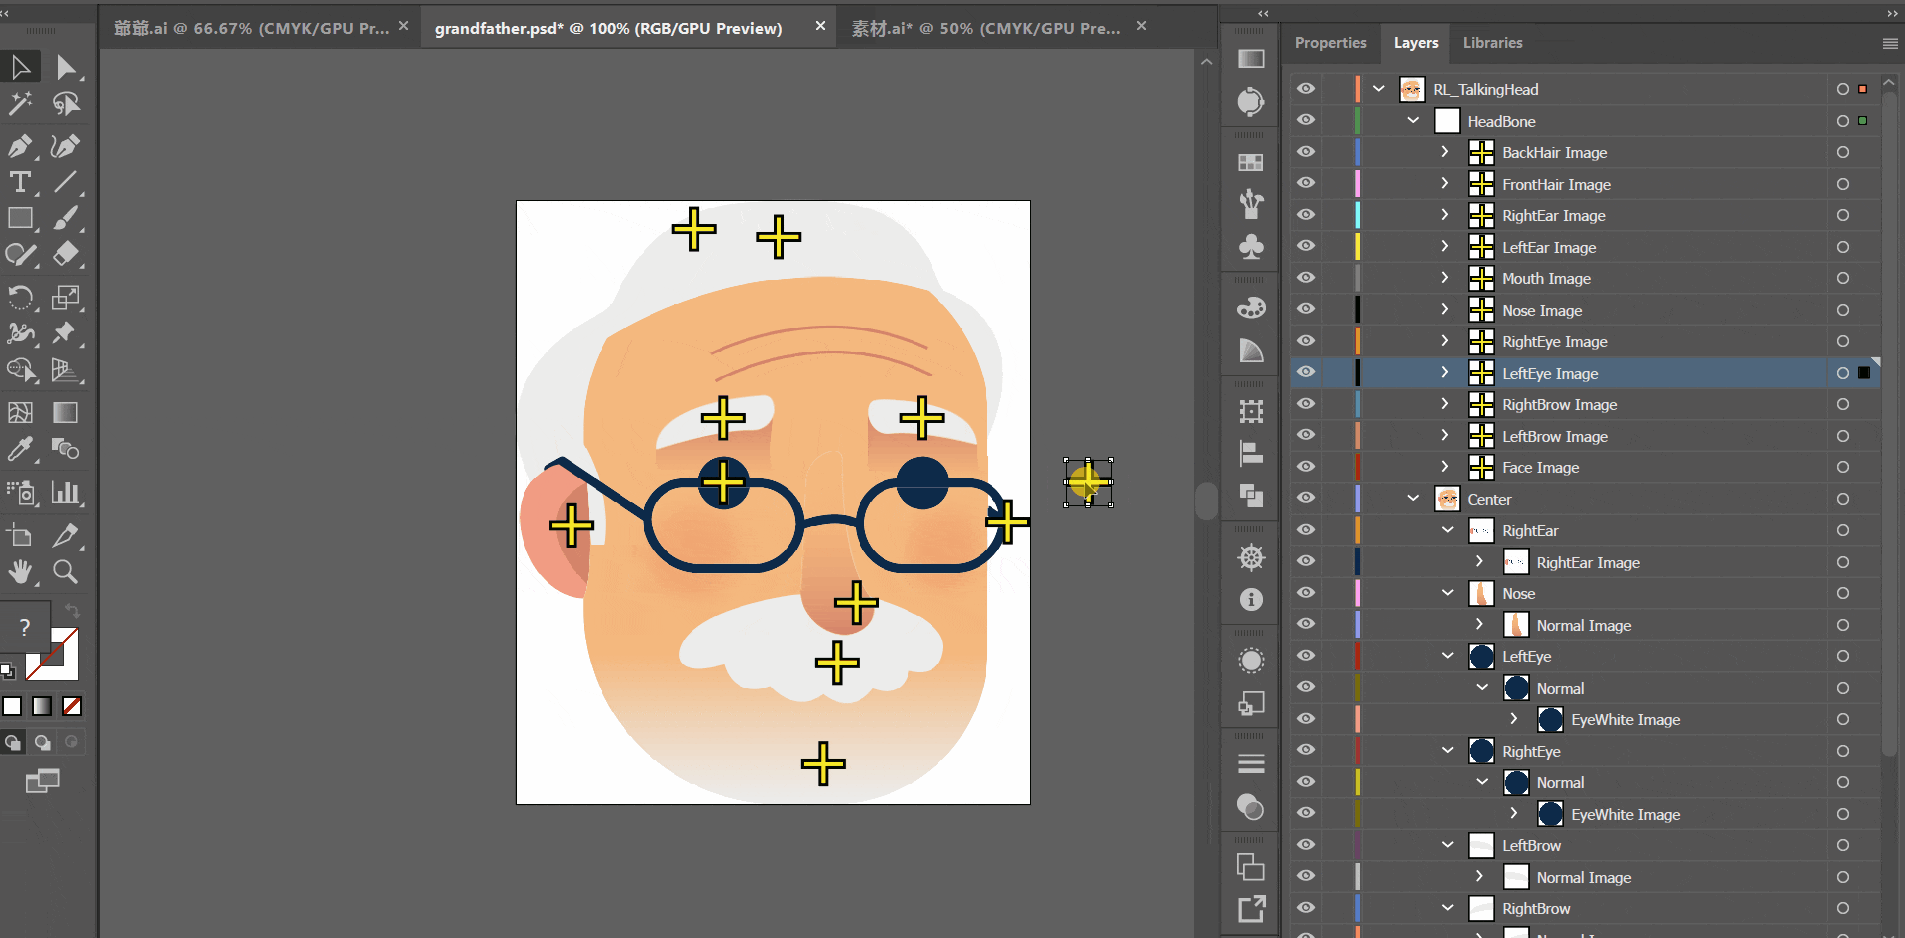 爺爺.ai @ 66.67% (CMYK/GPU Pr...
grandfather.psd* @ 100% (RGB/GPU Preview)
素材.ai* @ 50% (CMYK/GPU Pre...
Properties
Layers
Libraries
RL_TalkingHead
HeadBone
BackHair Image
FrontHair Image
RightEar Image
LeftEar Image
Mouth Image
Nose Image
RightEye Image
LeftEye Image
RightBrow Image
LeftBrow Image
Face Image
Center
RightEar
RightEar Image
Nose
Normal Image
LeftEye
Normal
EyeWhite Image
RightEye
Normal
EyeWhite Image
LeftBrow
Normal Image
RightBrow
?